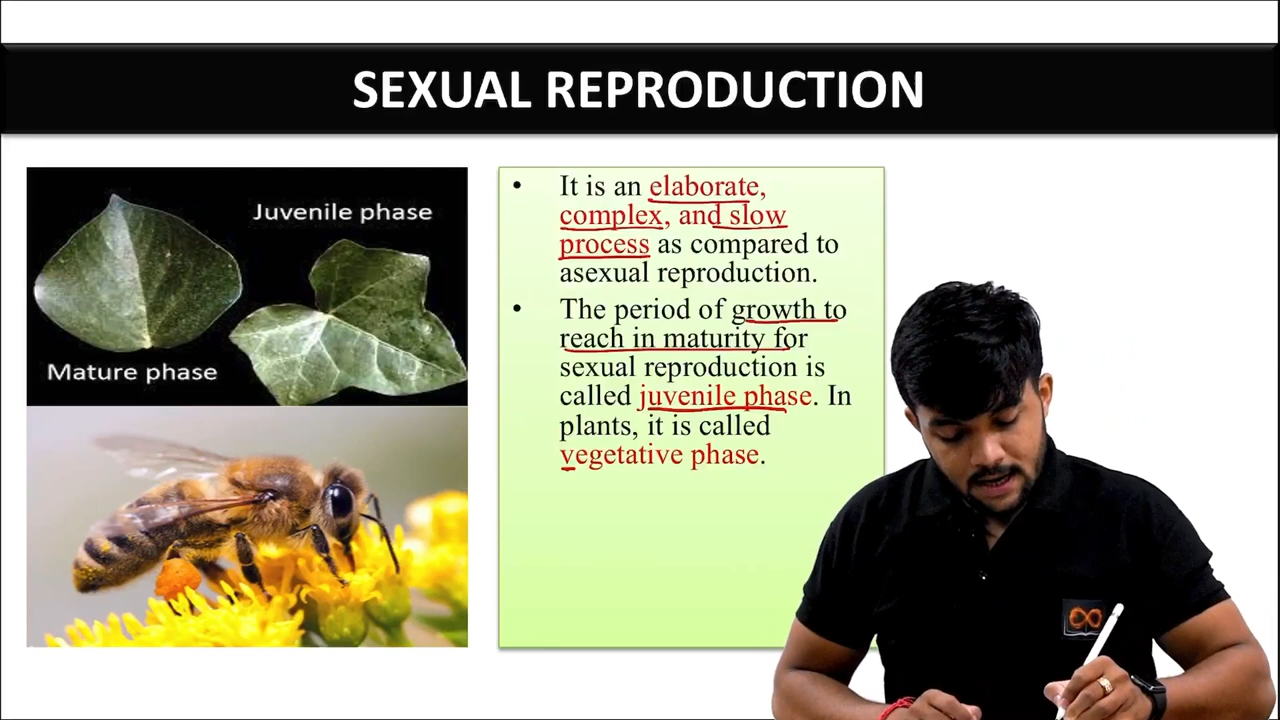 SEXUAL REPRODUCTION
Juvenile phase
Mature phase
• It is an elaborate,
complex, and slow
process as compared to
asexual reproduction.
• The period of growth to
reach in maturity for
sexual reproduction is
called juvenile phase. In
plants, it is called
vegetative phase.